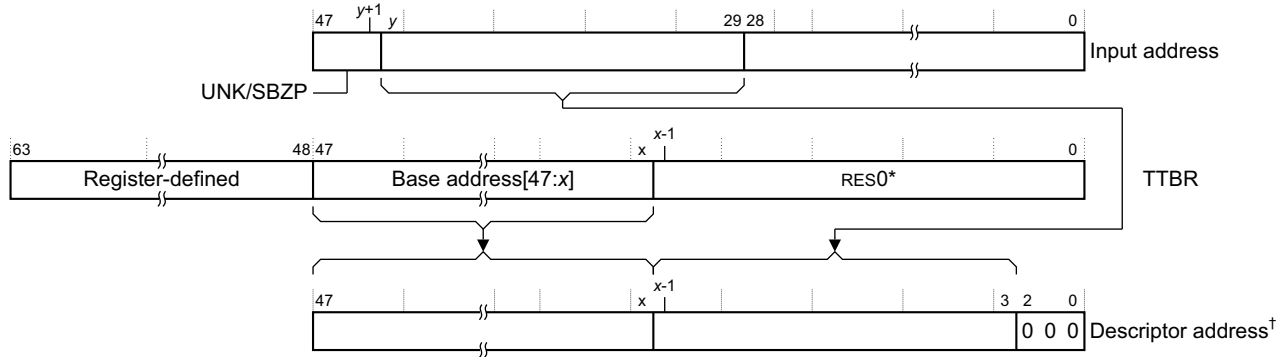 47 y+1 y 29 28 0
Input address
UNK/SBZP
x-1
63 48 47 x 0
Register-defined Base address[47:x] RES0* TTBR
x-1
47 x 3 2 0
0 0 0 Descriptor address†